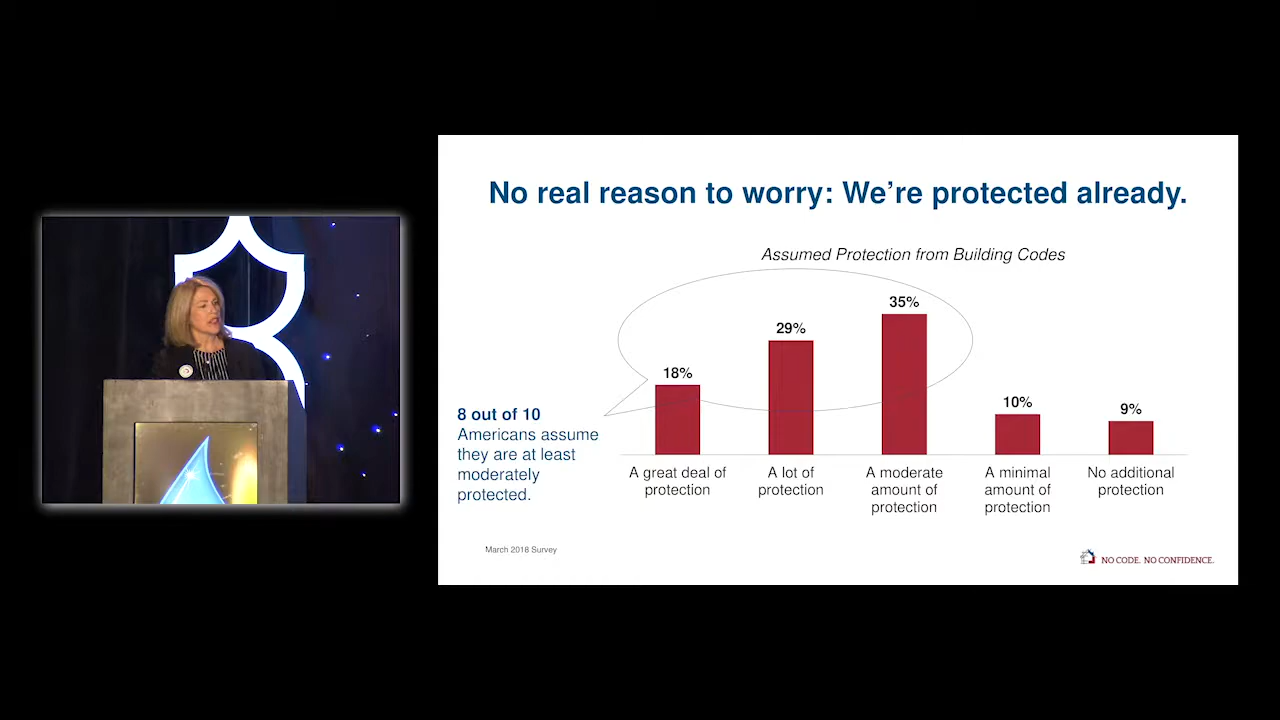 No real reason to worry: We're protected already.
Assumed Protection from Building Codes
18%
29%
35%
10%
9%
8 out of 10
Americans assume
they are at least
moderately
protected.
A great deal of
protection
A lot of
protection
A moderate
amount of
protection
A minimal
amount of
protection
No additional
protection
March 2018 Survey
NO CODE. NO CONFIDENCE.